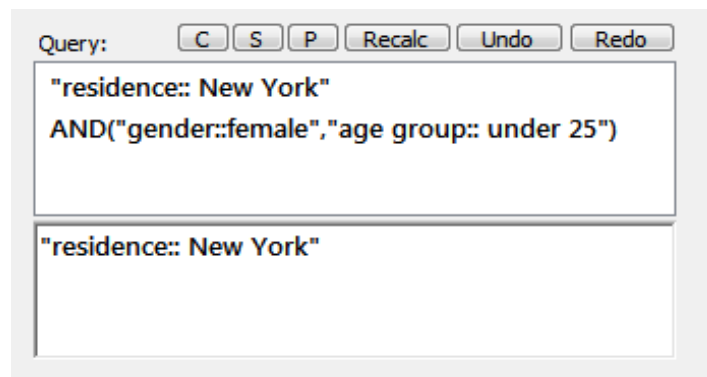 Query: C S P Recalc Undo Redo
"residence:: New York"
AND("gender::female","age group:: under 25")
"residence:: New York"